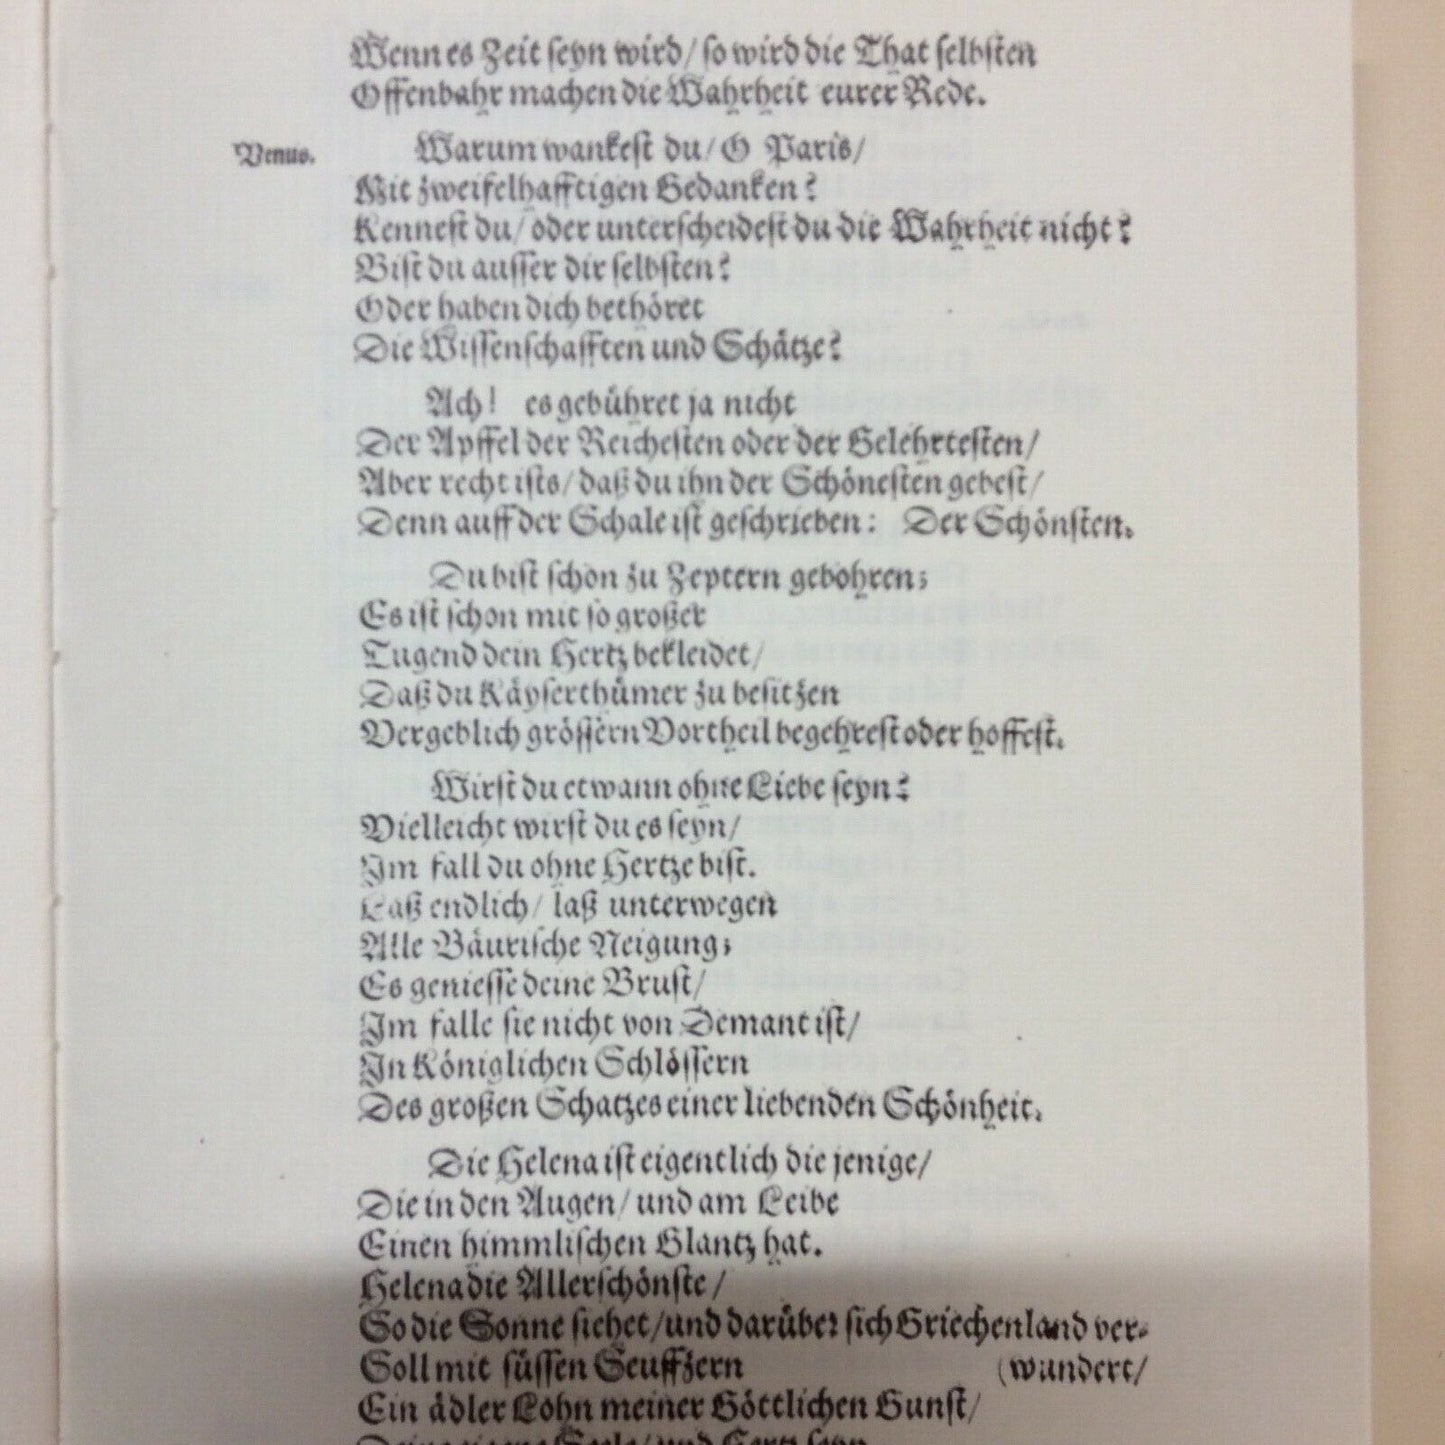 Wenn es Zeit seyn wird/ so wird die That selbsten
Offenbahr machen die Wahrheit eurer Rede.
Venus. Warum wankest du/ O Paris/
Mit zweifelhafftigen Gedanken?
Kennest du/ oder unterscheidest du die Wahrheit nicht?
Bist du ausser dir selbsten?
Oder haben dich bethöret
Die Wissenschafften und Schätze?
Ach! es gebühret ja nicht
Der Apffel der Reichesten oder der Gelehrtesten/
Aber recht ists/ daß du ihn der Schönesten gebest/
Denn auff der Schale ist geschrieben: Der Schönsten.
Du bist schon zu Zeptern gebohren;
Es ist schon mit so großer
Tugend dein Hertz bekleidet/
Daß du Käyserthümer zu besitzen
Vergeblich grössern Vortheil begehrest oder hoffest.
Wirst du etwann ohne Liebe seyn?
Vielleicht wirst du es seyn/
Im fall du ohne Hertze bist.
Laß endlich/ laß unterwegen
Alle Bäurische Neigung;
Es geniesse deine Brust/
Im falle sie nicht von Demant ist/
In Königlichen Schlössern
Des großen Schatzes einer liebenden Schönheit.
Die Helena ist eigentlich die jenige/
Die in den Augen/ und am Leibe
Einen himmlischen Glantz hat.
Helena die Allerschönste/
So die Sonne siehet/ und darüber sich Griechenland ver-
Soll mit süssen Seuffzern (wundert/
Ein ädler Lohn meiner Göttlichen Gunst/